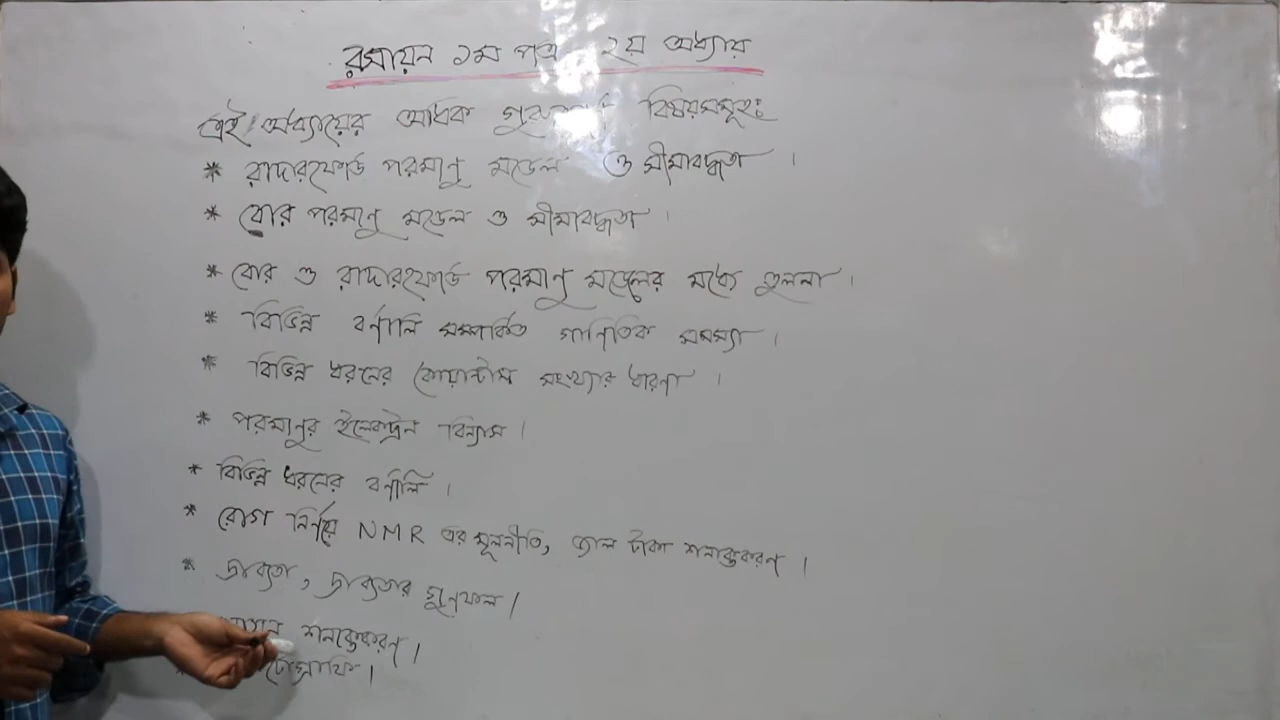 রসায়ন ১ম পত্র ২য় অধ্যায়
এই অধ্যায়ের অধিক গুরুত্বপূর্ণ বিষয়সমূহঃ
* রাদারফোর্ড পরমাণু মডেল ও সীমাবদ্ধতা ।
* বোর পরমাণু মডেল ও সীমাবদ্ধতা ।
* বোর ও রাদারফোর্ড পরমাণু মডেলের মধ্যে তুলনা ।
* বিভিন্ন বর্ণালি সম্পর্কিত গাণিতিক সমস্যা ।
* বিভিন্ন ধরনের কোয়ান্টাম সংখ্যার ধারণা ।
* পরমাণুর ইলেকট্রন বিন্যাস ।
* বিভিন্ন ধরনের বর্ণালি ।
* রোগ নির্ণয়ে NMR এর মূলনীতি, জাল টাকা শনাক্তকরণ ।
* দ্রাব্যতা, দ্রাব্যতার গুণফল ।
শনাক্তকরণ ।